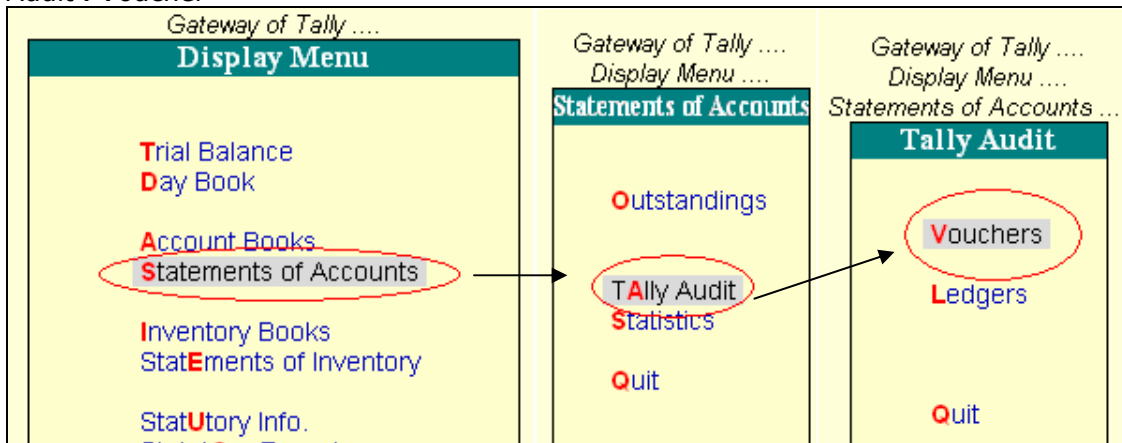 Gateway of Tally ....
Display Menu
Trial Balance
Day Book
Account Books
Statements of Accounts
Inventory Books
StatEments of Inventory
StatUtory Info.
Gateway of Tally ....
Display Menu ....
Statements of Accounts
Outstandings
TAlly Audit
Statistics
Quit
Gateway of Tally ....
Display Menu ....
Statements of Accounts ...
Tally Audit
Vouchers
Ledgers
Quit